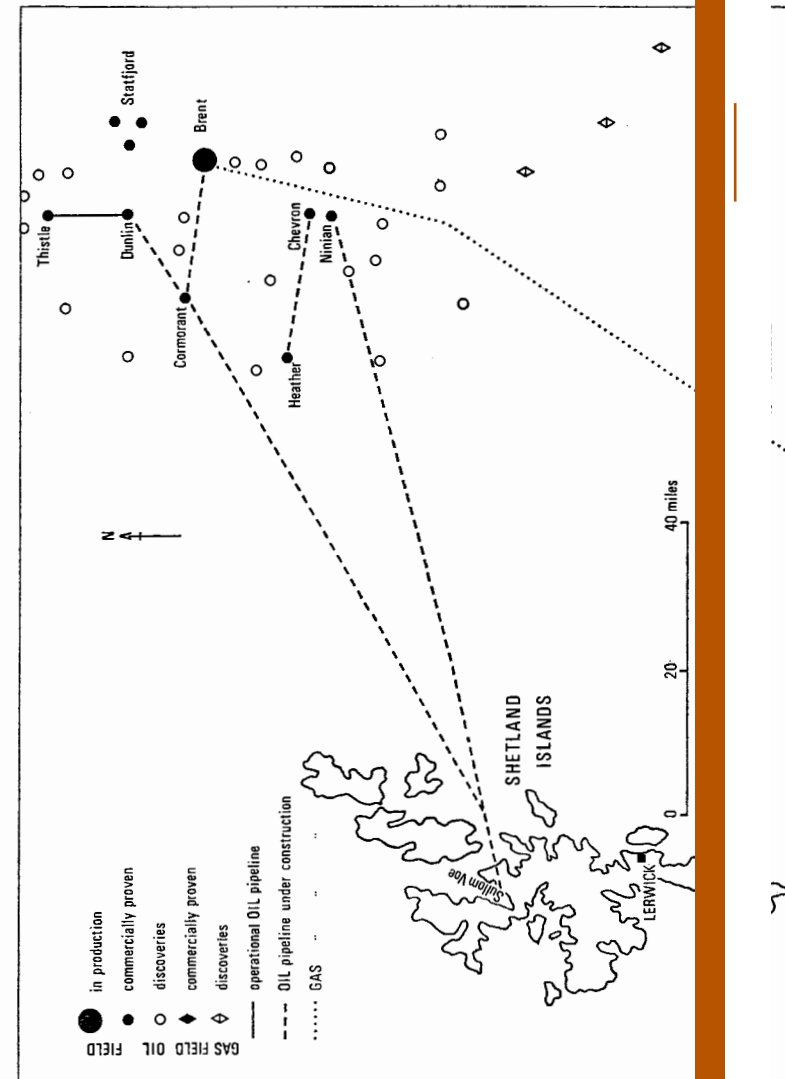 Statfjord
Brent
Thistle
Dunlin
Cormorant
Chevron
Ninian
Heather
N
SHETLAND
ISLANDS
Sullom Voe
LERWICK
0 20 40 miles
OIL FIELD
in production
commercially proven
discoveries
GAS FIELD
commercially proven
discoveries
operational OIL pipeline
OIL pipeline under construction
GAS " " "